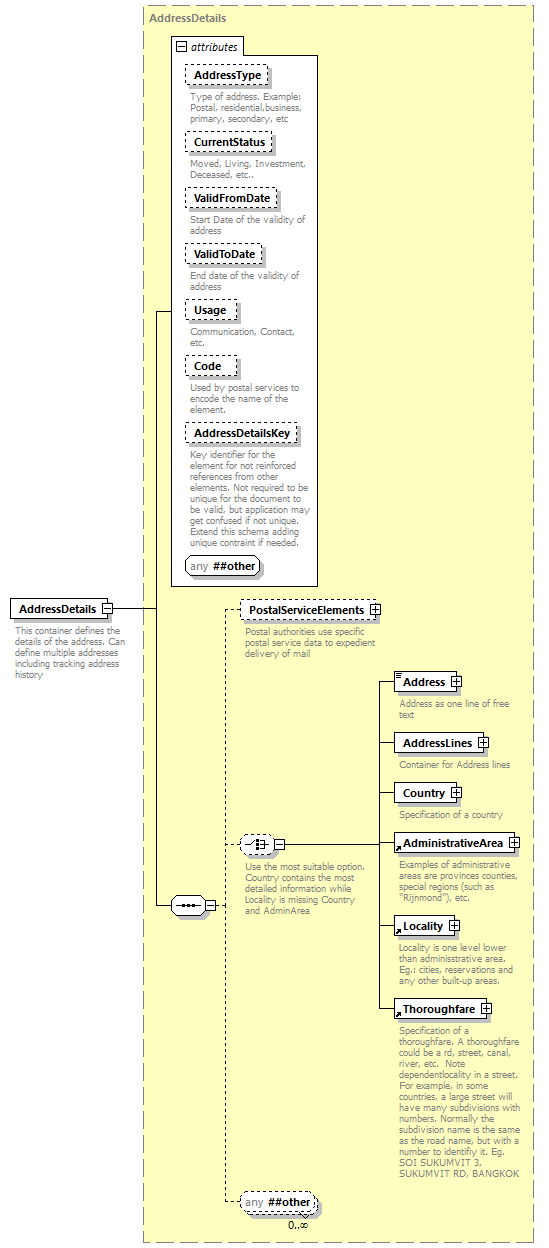 AddressDetails
attributes
AddressType
Type of address. Example:
Postal, residential,business,
primary, secondary, etc
CurrentStatus
Moved, Living, Investment,
Deceased, etc..
ValidFromDate
Start Date of the validity of
address
ValidToDate
End date of the validity of
address
Usage
Communication, Contact,
etc.
Code
Used by postal services to
encode the name of the
element.
AddressDetailsKey
Key identifier for the
element for not reinforced
references from other
elements. Not required to be
unique for the document to
be valid, but application may
get confused if not unique.
Extend this schema adding
unique contraint if needed.
any ##other
AddressDetails
This container defines the
details of the address. Can
define multiple addresses
including tracking address
history
PostalServiceElements
Postal authorities use specific
postal service data to expedient
delivery of mail
Use the most suitable option.
Country contains the most
detailed information while
Locality is missing Country
and AdminArea
Address
Address as one line of free
text
AddressLines
Container for Address lines
Country
Specification of a country
AdministrativeArea
Examples of administrative
areas are provinces counties,
special regions (such as
"Rijnmond"), etc.
Locality
Locality is one level lower
than adminisstrative area.
Eg.: cities, reservations and
any other built-up areas.
Thoroughfare
Specification of a
thoroughfare. A thoroughfare
could be a rd, street, canal,
river, etc.  Note
dependentlocality in a street.
For example, in some
countries, a large street will
have many subdivisions with
numbers. Normally the
subdivision name is the same
as the road name, but with a
number to identifiy it. Eg.
SOI SUKUMVIT 3,
SUKUMVIT RD, BANGKOK
any ##other
0..∞